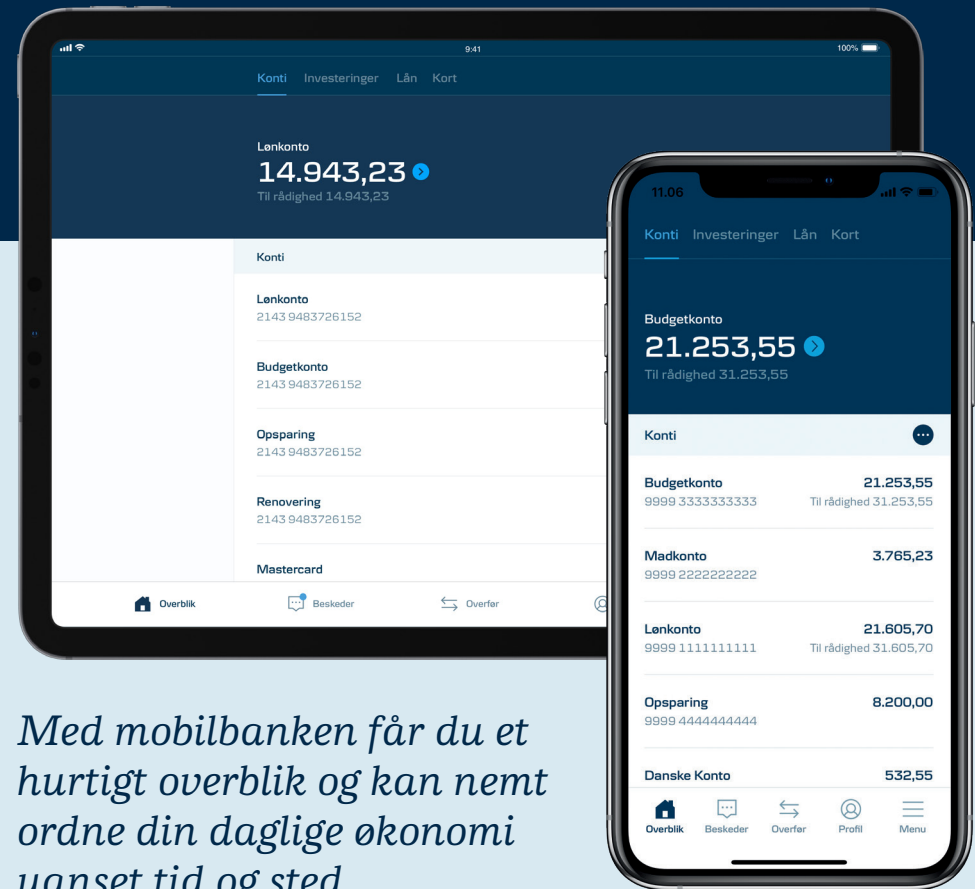 9:41
100%
Konti Investeringer Lån Kort
Lønkonto
14.943,23
Til rådighed 14.943,23
Konti
Lønkonto
2143 9483726152
Budgetkonto
2143 9483726152
Opsparing
2143 9483726152
Renovering
2143 9483726152
Mastercard
Overblik Beskeder Overfør
11.06
Konti Investeringer Lån Kort
Budgetkonto
21.253,55
Til rådighed 31.253,55
Konti
Budgetkonto 21.253,55
9999 3333333333 Til rådighed 31.253,55
Madkonto 3.765,23
9999 2222222222
Lønkonto 21.605,70
9999 1111111111 Til rådighed 31.605,70
Opsparing 8.200,00
9999 4444444444
Danske Konto 532,55
Overblik Beskeder Overfør Profil Menu
Med mobilbanken får du et
hurtigt overblik og kan nemt
ordne din daglige økonomi
uanset tid og sted